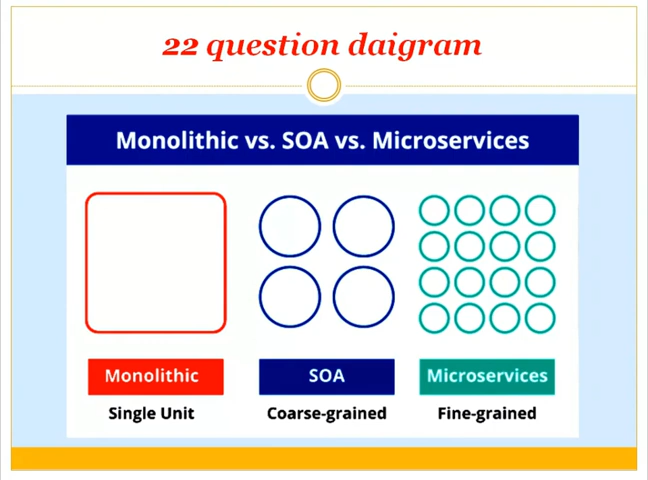 22 question daigram
Monolithic vs. SOA vs. Microservices
Monolithic
SOA
Microservices
Single Unit
Coarse-grained
Fine-grained